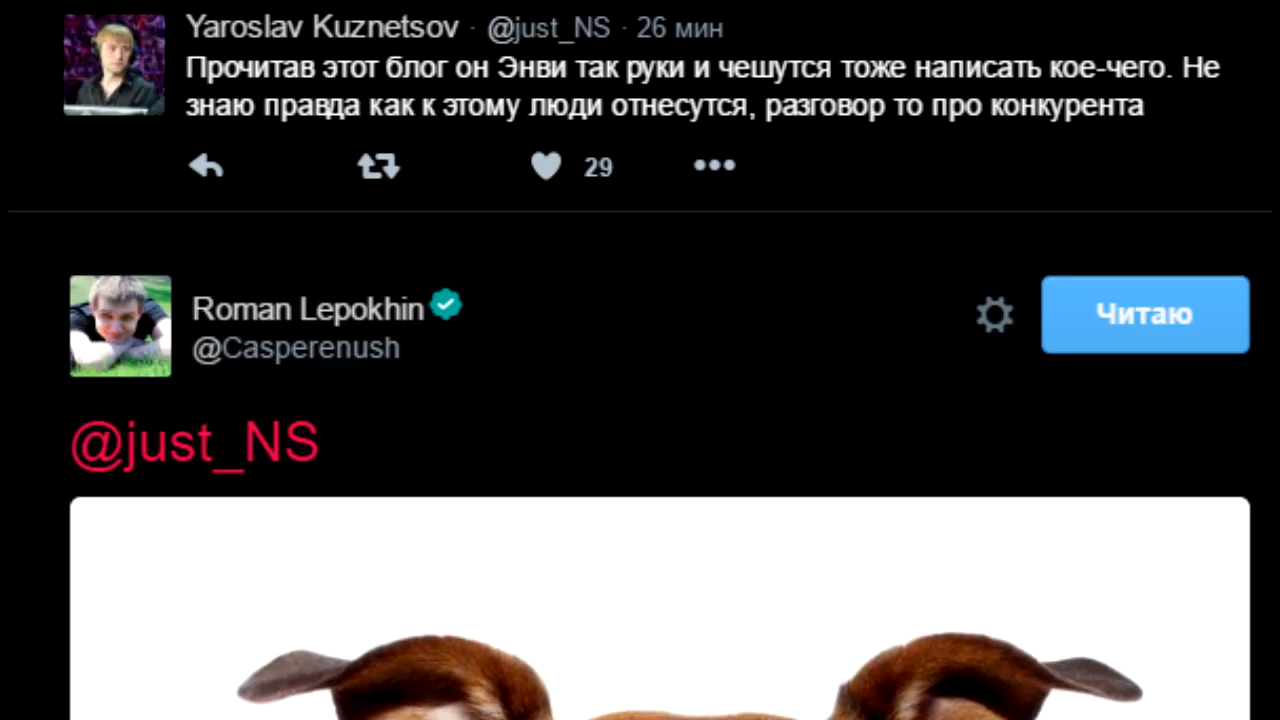 Yaroslav Kuznetsov · @just_NS · 26 мин
Прочитав этот блог он Энви так руки и чешутся тоже написать кое-чего. Не
знаю правда как к этому люди отнесутся, разговор то про конкурента
29
Roman Lepokhin
Читаю
@Casperenush
@just_NS